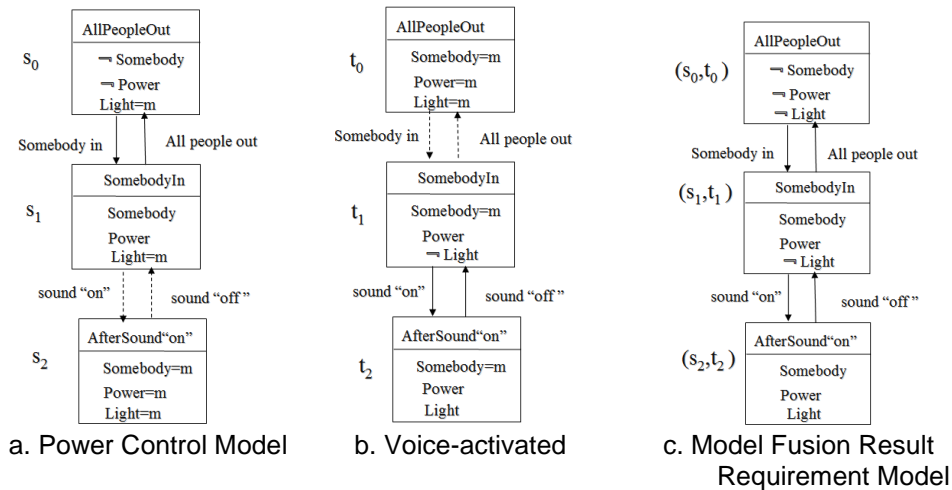 AllPeopleOut
s0
¬ Somebody
¬ Power
Light=m
Somebody in
All people out
SomebodyIn
s1
Somebody
Power
Light=m
sound “on”
sound “off”
AfterSound“on”
s2
Somebody=m
Power=m
Light=m
a. Power Control Model
AllPeopleOut
t0
Somebody=m
Power=m
Light=m
Somebody in
All people out
SomebodyIn
t1
Somebody=m
Power
¬ Light
sound “on”
sound “off”
AfterSound“on”
t2
Somebody=m
Power
Light
b. Voice-activated
AllPeopleOut
(s0,t0)
¬ Somebody
¬ Power
¬ Light
Somebody in
All people out
SomebodyIn
(s1,t1)
Somebody
Power
¬ Light
sound “on”
sound “off”
AfterSound“on”
(s2,t2)
Somebody
Power
Light
c. Model Fusion Result
Requirement Model